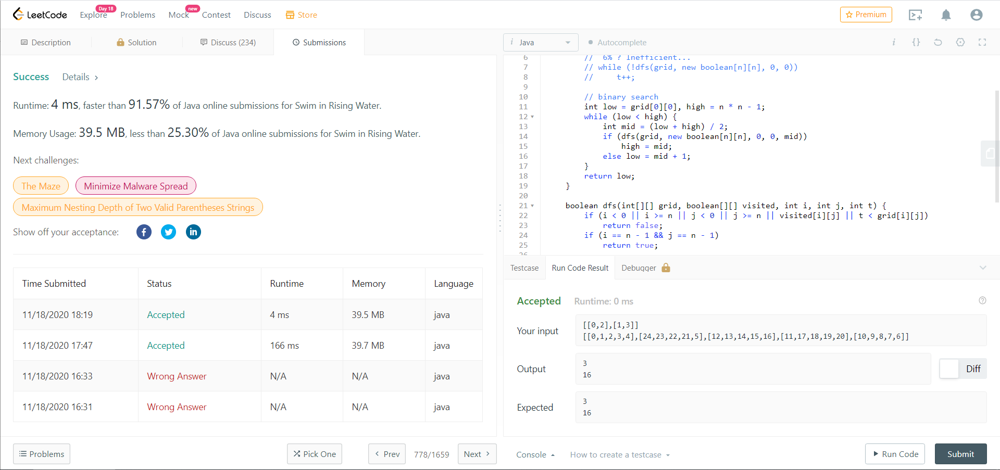 LeetCode Explore Day 18 Problems Mock new Contest Discuss Store Premium
Description Solution Discuss (234) Submissions
Success Details >
Runtime: 4 ms, faster than 91.57% of Java online submissions for Swim in Rising Water.
Memory Usage: 39.5 MB, less than 25.30% of Java online submissions for Swim in Rising Water.
Next challenges:
The Maze Minimize Malware Spread
Maximum Nesting Depth of Two Valid Parentheses Strings
Show off your acceptance:
Time Submitted Status Runtime Memory Language
11/18/2020 18:19 Accepted 4 ms 39.5 MB java
11/18/2020 17:47 Accepted 166 ms 39.7 MB java
11/18/2020 16:33 Wrong Answer N/A N/A java
11/18/2020 16:31 Wrong Answer N/A N/A java
Problems Pick One < Prev 778/1659 Next >
i Java Autocomplete i {}
6 // 6% ? Inefficient...
7 // while (!dfs(grid, new boolean[n][n], 0, 0))
8 // t++;
9
10 // binary search
11 int low = grid[0][0], high = n * n - 1;
12 while (low < high) {
13 int mid = (low + high) / 2;
14 if (dfs(grid, new boolean[n][n], 0, 0, mid))
15 high = mid;
16 else low = mid + 1;
17 }
18 return low;
19 }
20
21 boolean dfs(int[][] grid, boolean[][] visited, int i, int j, int t) {
22 if (i < 0 || i >= n || j < 0 || j >= n || visited[i][j] || t < grid[i][j])
23 return false;
24 if (i == n - 1 && j == n - 1)
25 return true;
26
Testcase Run Code Result Debugger
Accepted Runtime: 0 ms
Your input
[[0,2],[1,3]]
[[0,1,2,3,4],[24,23,22,21,5],[12,13,14,15,16],[11,17,18,19,20],[10,9,8,7,6]]
Output
3
16
Diff
Expected
3
16
Console How to create a testcase Run Code Submit